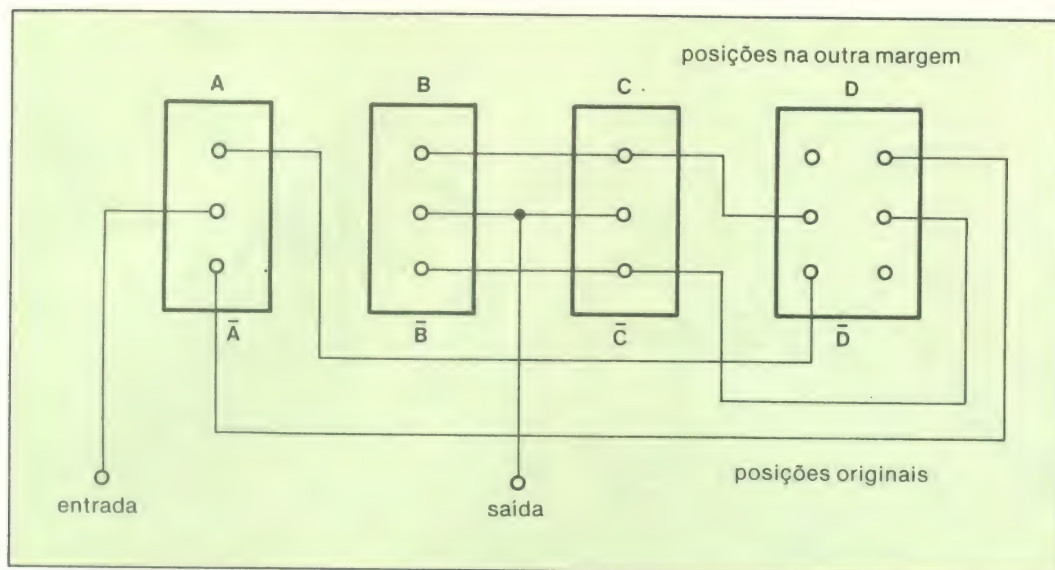 posições na outra margem
A B C D
A̅ B̅ C̅ D̅
posições originais
entrada
saída